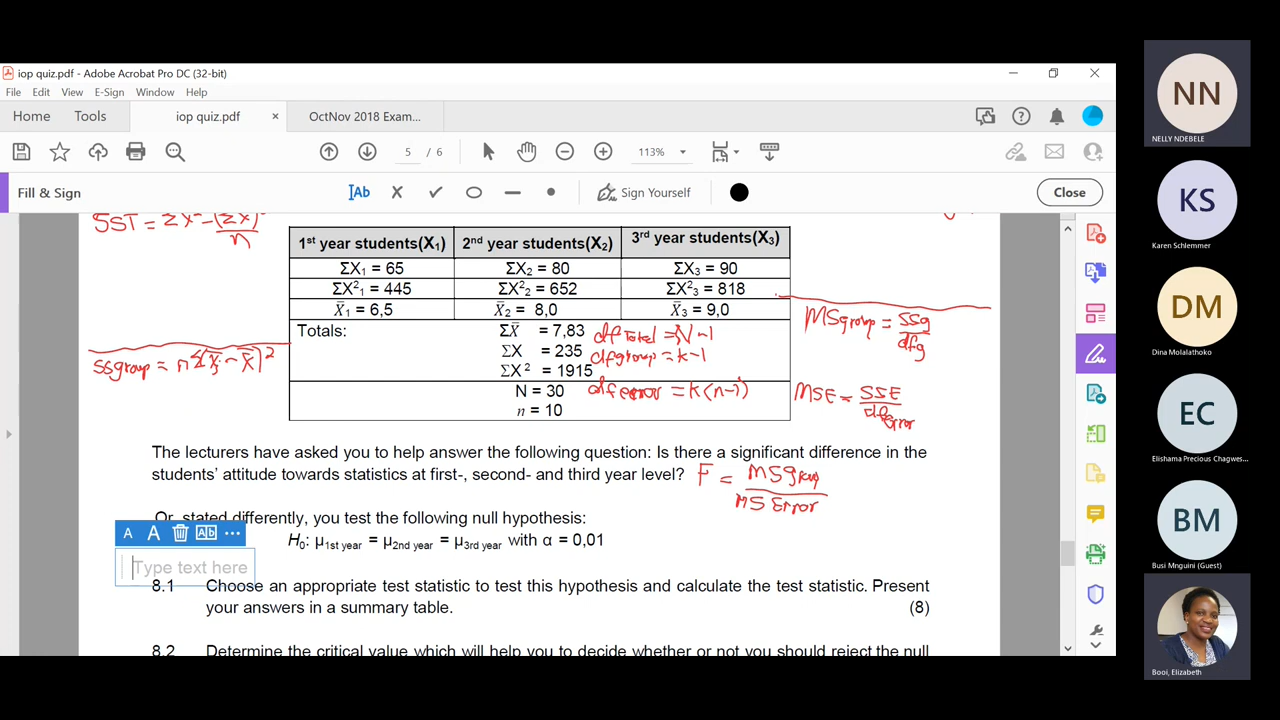 iop quiz.pdf - Adobe Acrobat Pro DC (32-bit)
File Edit View E-Sign Window Help
Home Tools iop quiz.pdf × OctNov 2018 Exam...
5 / 6 113%
Fill & Sign Ab Sign Yourself Close
SST = ΣX² - (ΣX)²
n
1st year students(X₁) 2nd year students(X₂) 3rd year students(X₃)
ΣX₁ = 65 ΣX₂ = 80 ΣX₃ = 90
ΣX²₁ = 445 ΣX²₂ = 652 ΣX²₃ = 818
X̄₁ = 6,5 X̄₂ = 8,0 X̄₃ = 9,0
MSgroup = SSg
dfg
Totals: ΣX̄ = 7,83 df Total = N-1
ΣX = 235 dfgroup = k-1
ssgroup = n Σ(X̄j - X̄)²
ΣX² = 1915
N = 30 df error = k(n-1)
MSE = SSE
df Error
n = 10
The lecturers have asked you to help answer the following question: Is there a significant difference in the
students' attitude towards statistics at first-, second- and third year level?
F = MSgroup
MS Error
Or, stated differently, you test the following null hypothesis:
A A Ab ...
H₀: μ1st year = μ2nd year = μ3rd year with α = 0,01
Type text here
8.1 Choose an appropriate test statistic to test this hypothesis and calculate the test statistic. Present
your answers in a summary table. (8)
8.2 Determine the critical value which will help you to decide whether or not you should reject the null
NN
NELLY NDEBELE
KS
Karen Schlemmer
DM
Dina Molalathoko
EC
Elishama Precious Chagwes...
BM
Busi Mnguini (Guest)
Booi, Elizabeth